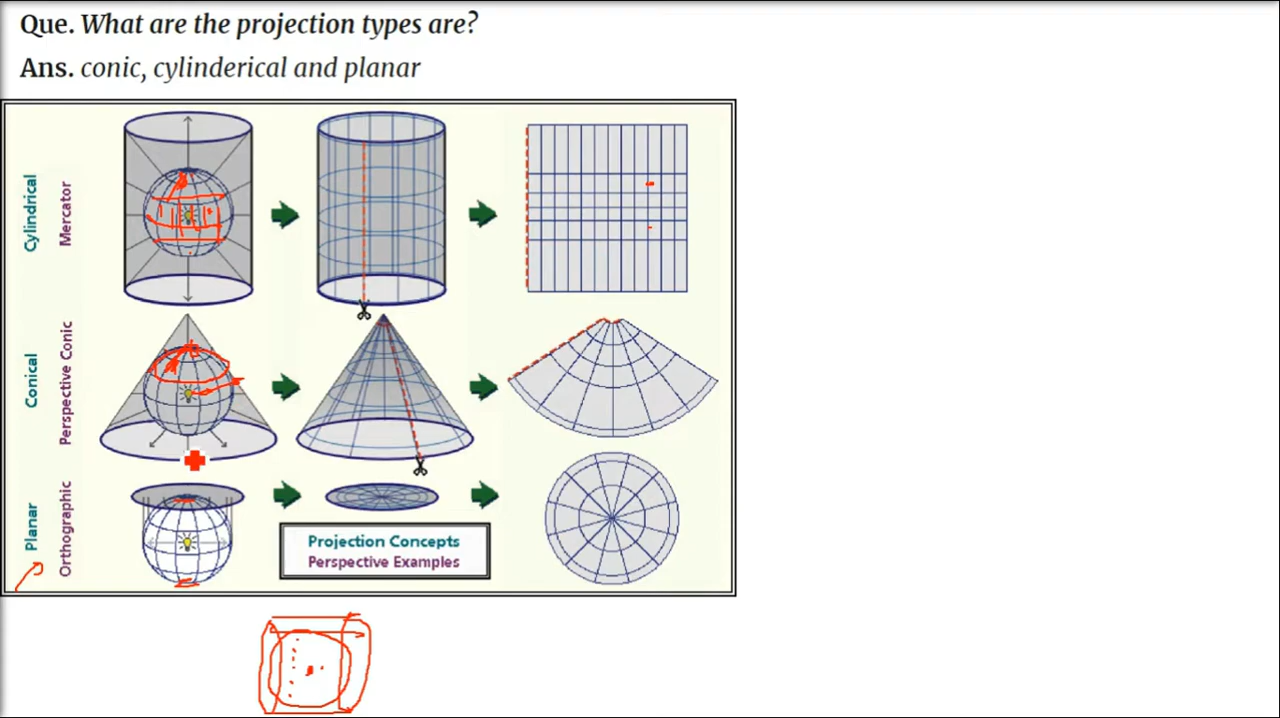 Que. What are the projection types are?
Ans. conic, cylinderical and planar
Cylindrical
Mercator
Conical
Perspective Conic
Planar
Orthographic
Projection Concepts
Perspective Examples